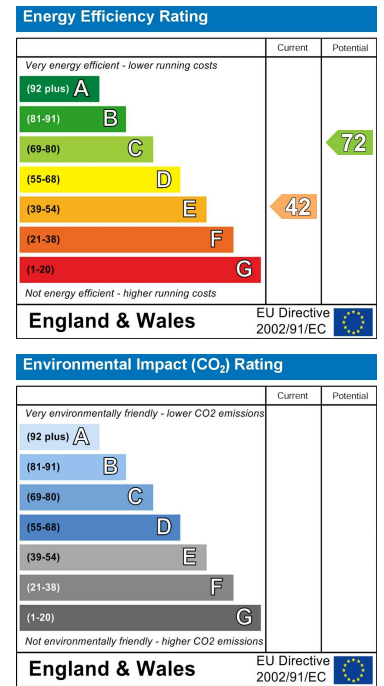 Energy Efficiency Rating
Current Potential
Very energy efficient - lower running costs
(92 plus) A
(81-91) B
(69-80) C
72
(55-68) D
(39-54) E
42
(21-38) F
(1-20) G
Not energy efficient - higher running costs
England & Wales
EU Directive
2002/91/EC
Environmental Impact (CO₂) Rating
Current Potential
Very environmentally friendly - lower CO2 emissions
(92 plus) A
(81-91) B
(69-80) C
(55-68) D
(39-54) E
(21-38) F
(1-20) G
Not environmentally friendly - higher CO2 emissions
England & Wales
EU Directive
2002/91/EC